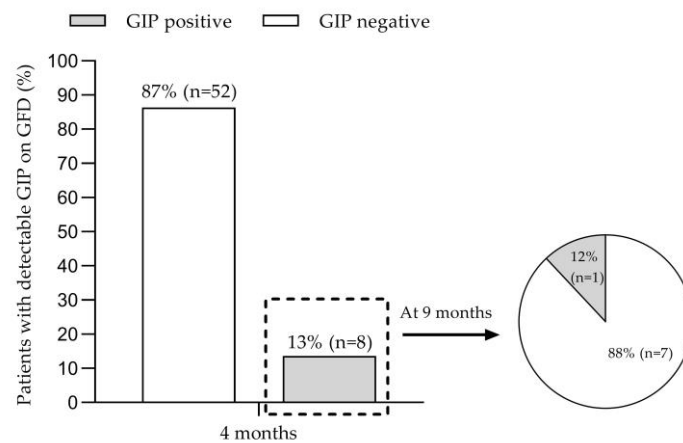 GIP positive GIP negative
Patients with detectable GIP on GFD (%)
100
90
80
70
60
50
40
30
20
10
0
87% (n=52)
13% (n=8)
4 months
At 9 months
12%
(n=1)
88% (n=7)